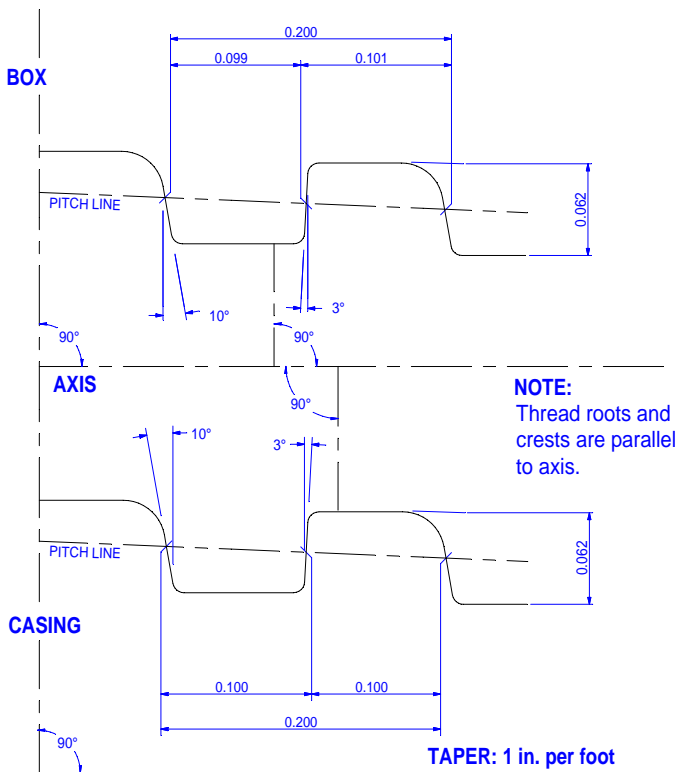 0.200
0.099
0.101
BOX
PITCH LINE
0.062
10°
3°
90°
90°
AXIS
90°
NOTE:
Thread roots and
crests are parallel
to axis.
10°
3°
PITCH LINE
0.062
CASING
0.100
0.100
0.200
90°
TAPER: 1 in. per foot